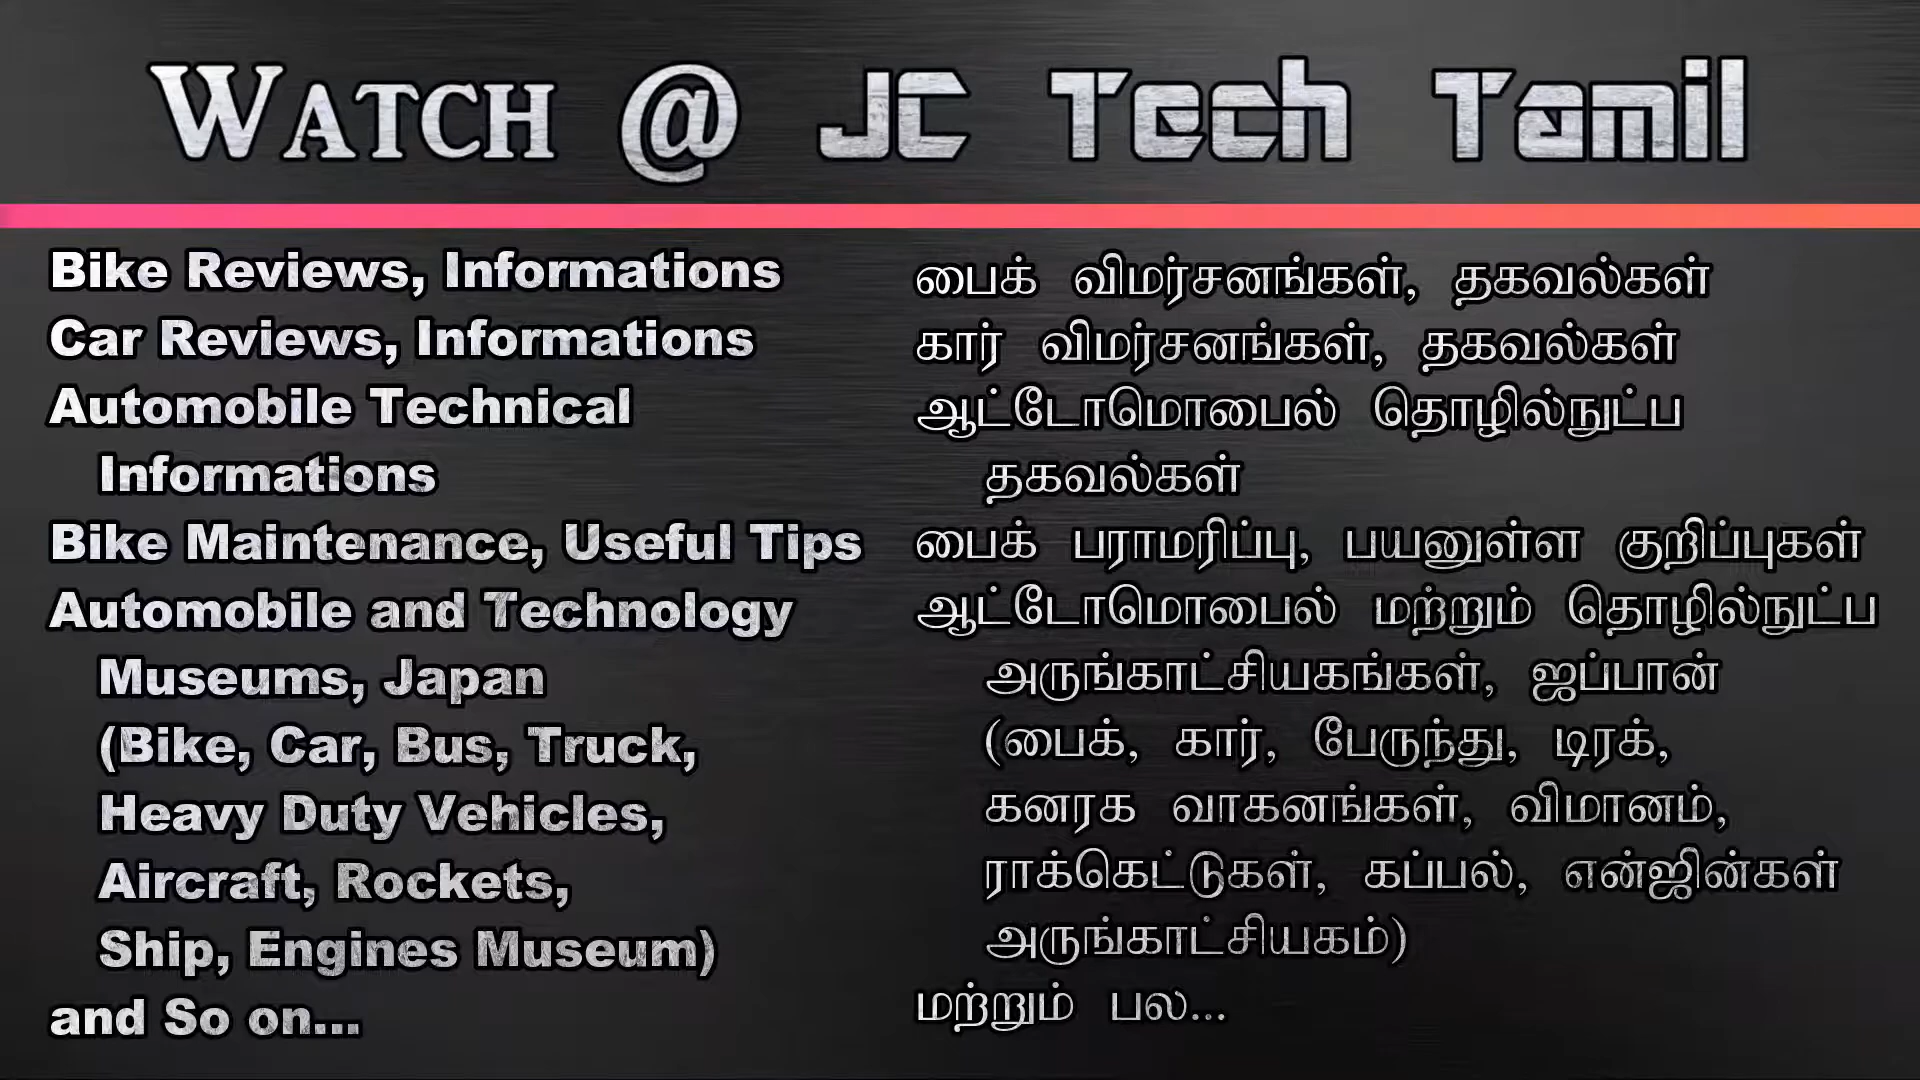 WATCH @ JC Tech Tamil
Bike Reviews, Informations
Car Reviews, Informations
Automobile Technical
Informations
Bike Maintenance, Useful Tips
Automobile and Technology
Museums, Japan
(Bike, Car, Bus, Truck,
Heavy Duty Vehicles,
Aircraft, Rockets,
Ship, Engines Museum)
and So on...
பைக் விமர்சனங்கள், தகவல்கள்
கார் விமர்சனங்கள், தகவல்கள்
ஆட்டோமொபைல் தொழில்நுட்ப
தகவல்கள்
பைக் பராமரிப்பு, பயனுள்ள குறிப்புகள்
ஆட்டோமொபைல் மற்றும் தொழில்நுட்ப
அருங்காட்சியகங்கள், ஜப்பான்
(பைக், கார், பேருந்து, டிரக்,
கனரக வாகனங்கள், விமானம்,
ராக்கெட்டுகள், கப்பல், என்ஜின்கள்
அருங்காட்சியகம்)
மற்றும் பல...